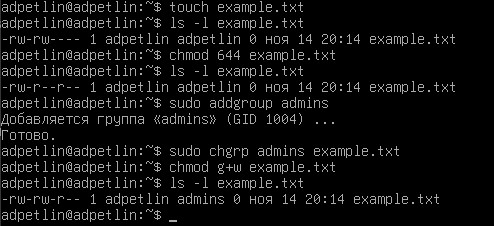 adpetlin@adpetlin:~$ touch example.txt
adpetlin@adpetlin:~$ ls -l example.txt
-rw-rw---- 1 adpetlin adpetlin 0 ноя 14 20:14 example.txt
adpetlin@adpetlin:~$ chmod 644 example.txt
adpetlin@adpetlin:~$ ls -l example.txt
-rw-r--r-- 1 adpetlin adpetlin 0 ноя 14 20:14 example.txt
adpetlin@adpetlin:~$ sudo addgroup admins
Добавляется группа «admins» (GID 1004) ...
Готово.
adpetlin@adpetlin:~$ sudo chgrp admins example.txt
adpetlin@adpetlin:~$ chmod g+w example.txt
adpetlin@adpetlin:~$ ls -l example.txt
-rw-rw-r-- 1 adpetlin admins 0 ноя 14 20:14 example.txt
adpetlin@adpetlin:~$ _